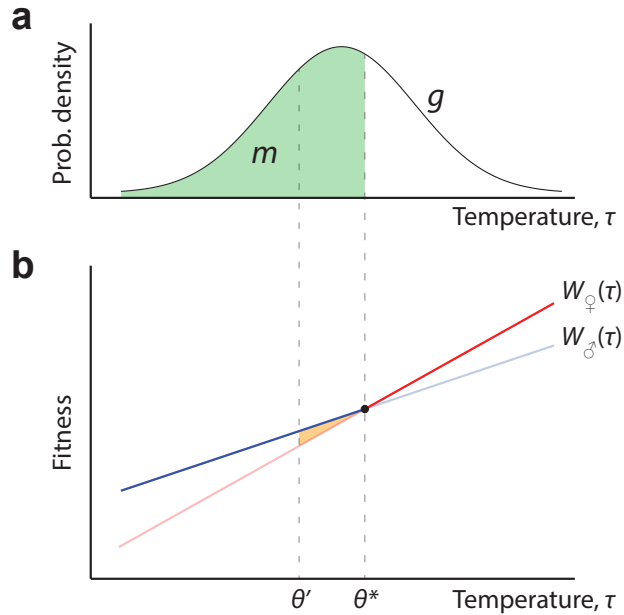 a
Prob. density
g
m
Temperature, τ
b
W♀(τ)
W♂(τ)
Fitness
θ′
θ*
Temperature, τ